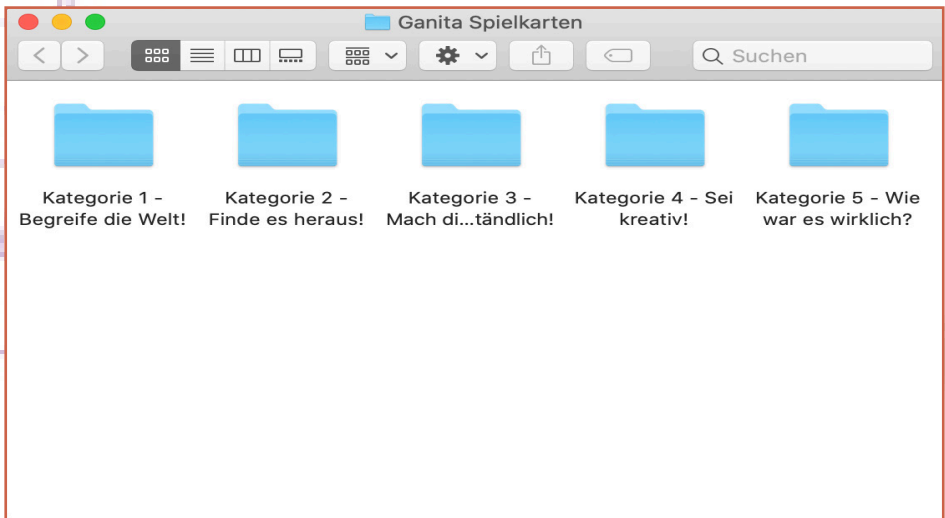 Ganita Spielkarten
Suchen
Kategorie 1 -
Begreife die Welt!
Kategorie 2 -
Finde es heraus!
Kategorie 3 -
Mach di...tändlich!
Kategorie 4 - Sei
kreativ!
Kategorie 5 - Wie
war es wirklich?